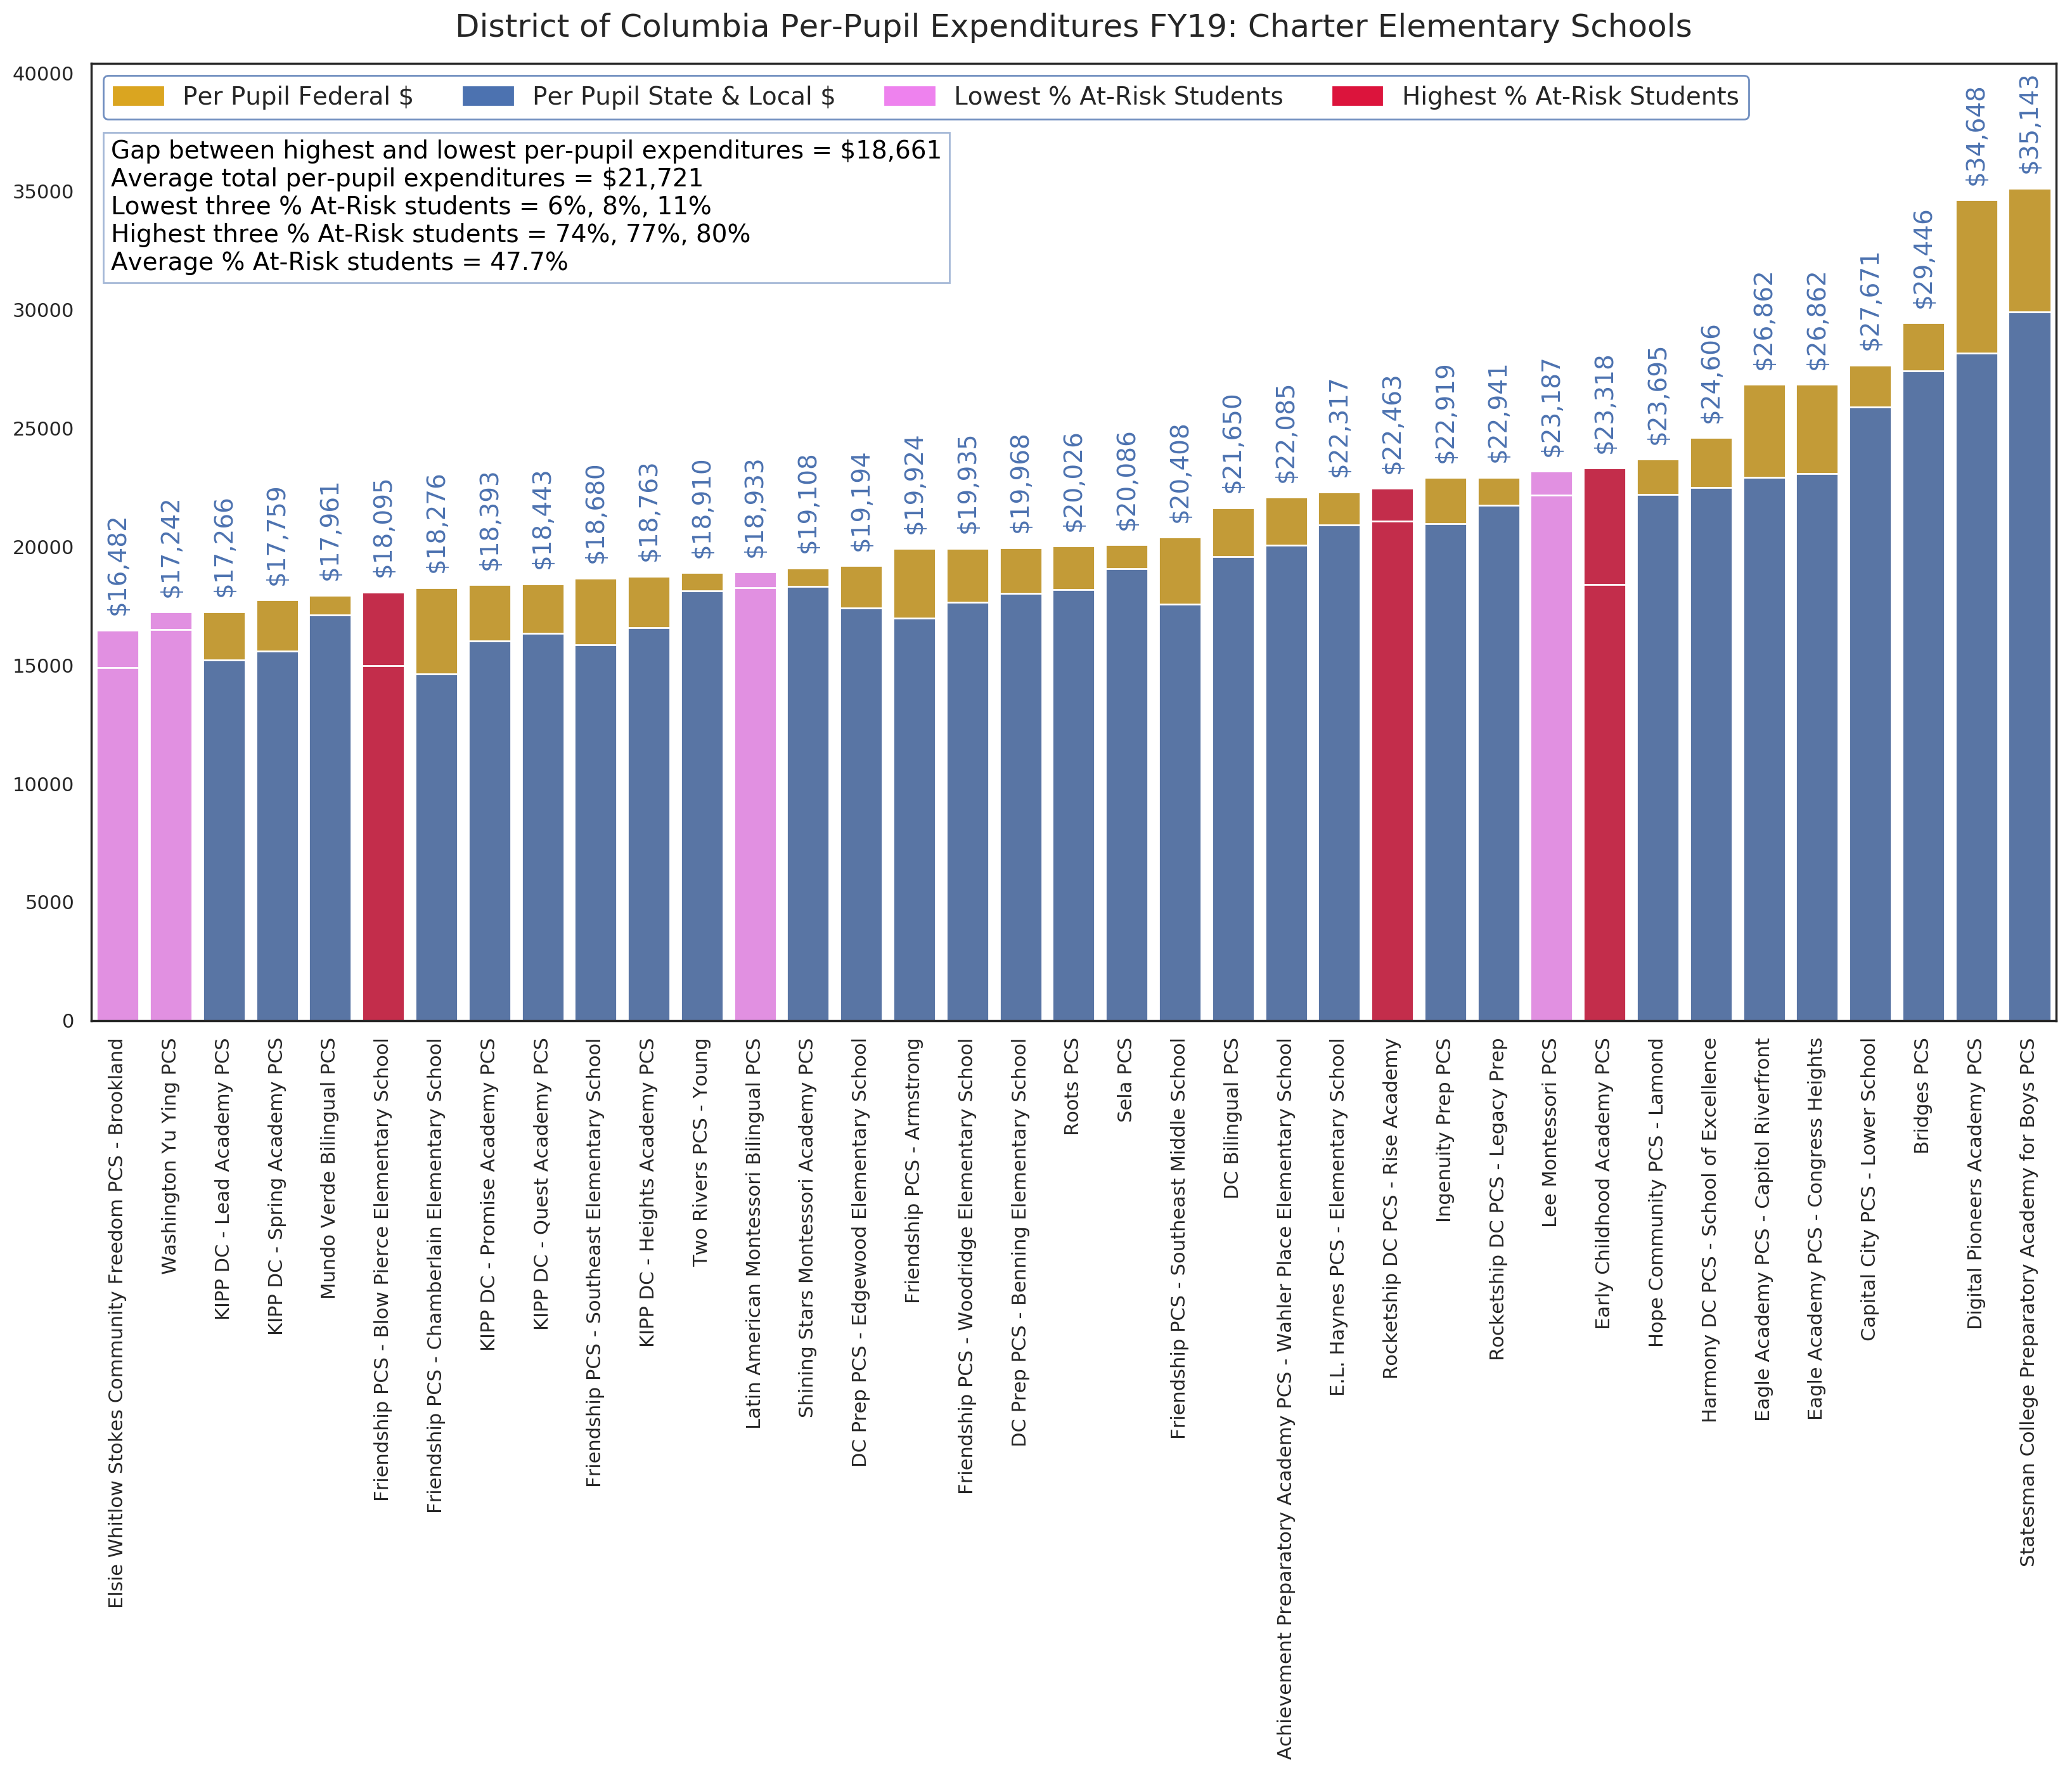 District of Columbia Per-Pupil Expenditures FY19: Charter Elementary Schools
Per Pupil Federal $
Per Pupil State & Local $
Lowest % At-Risk Students
Highest % At-Risk Students
Gap between highest and lowest per-pupil expenditures = $18,661
Average total per-pupil expenditures = $21,721
Lowest three % At-Risk students = 6%, 8%, 11%
Highest three % At-Risk students = 74%, 77%, 80%
Average % At-Risk students = 47.7%
40000
35000
30000
25000
20000
15000
10000
5000
0
$16,482
$17,242
$17,266
$17,759
$17,961
$18,095
$18,276
$18,393
$18,443
$18,680
$18,763
$18,910
$18,933
$19,108
$19,194
$19,924
$19,935
$19,968
$20,026
$20,086
$20,408
$21,650
$22,085
$22,317
$22,463
$22,919
$22,941
$23,187
$23,318
$23,695
$24,606
$26,862
$26,862
$27,671
$29,446
$34,648
$35,143
Elsie Whitlow Stokes Community Freedom PCS - Brookland
Washington Yu Ying PCS
KIPP DC - Lead Academy PCS
KIPP DC - Spring Academy PCS
Mundo Verde Bilingual PCS
Friendship PCS - Blow Pierce Elementary School
Friendship PCS - Chamberlain Elementary School
KIPP DC - Promise Academy PCS
KIPP DC - Quest Academy PCS
Friendship PCS - Southeast Elementary School
KIPP DC - Heights Academy PCS
Two Rivers PCS - Young
Latin American Montessori Bilingual PCS
Shining Stars Montessori Academy PCS
DC Prep PCS - Edgewood Elementary School
Friendship PCS - Armstrong
Friendship PCS - Woodridge Elementary School
DC Prep PCS - Benning Elementary School
Roots PCS
Sela PCS
Friendship PCS - Southeast Middle School
DC Bilingual PCS
Achievement Preparatory Academy PCS - Wahler Place Elementary School
E.L. Haynes PCS - Elementary School
Rocketship DC PCS - Rise Academy
Ingenuity Prep PCS
Rocketship DC PCS - Legacy Prep
Lee Montessori PCS
Early Childhood Academy PCS
Hope Community PCS - Lamond
Harmony DC PCS - School of Excellence
Eagle Academy PCS - Capitol Riverfront
Eagle Academy PCS - Congress Heights
Capital City PCS - Lower School
Bridges PCS
Digital Pioneers Academy PCS
Statesman College Preparatory Academy for Boys PCS